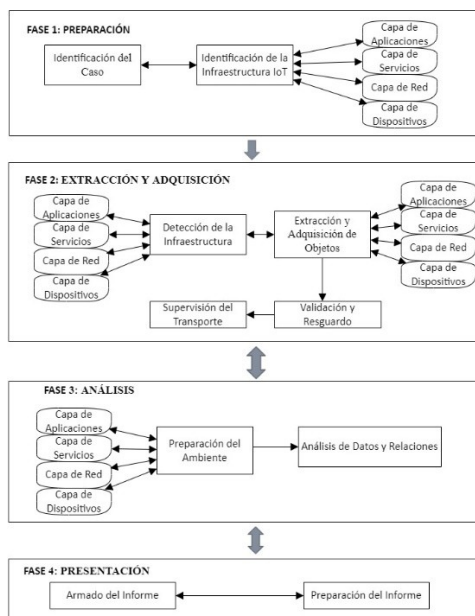 FASE 1: PREPARACIÓN
Identificación del
Caso
Identificación de la
Infraestructura IoT
Capa de
Aplicaciones
Capa de
Servicios
Capa de Red
Capa de
Dispositivos
FASE 2: EXTRACCIÓN Y ADQUISICIÓN
Capa de
Aplicaciones
Capa de
Servicios
Capa de Red
Capa de
Dispositivos
Detección de la
Infraestructura
Extracción y
Adquisición de
Objetos
Capa de
Aplicaciones
Capa de
Servicios
Capa de Red
Capa de
Dispositivos
Supervisión del
Transporte
Validación y
Resguardo
FASE 3: ANÁLISIS
Capa de
Aplicaciones
Capa de
Servicios
Capa de Red
Capa de
Dispositivos
Preparación del
Ambiente
Análisis de Datos y Relaciones
FASE 4: PRESENTACIÓN
Armado del Informe
Preparación del Informe